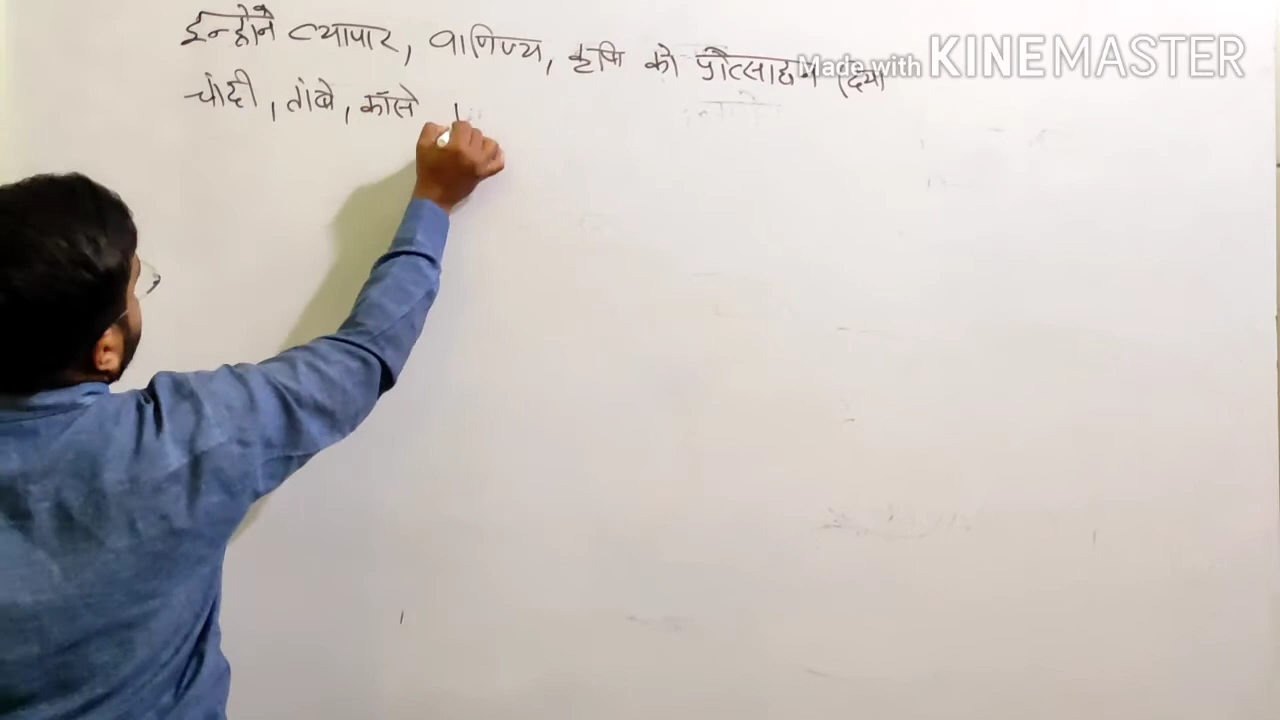 इन्होंने व्यापार, वाणिज्य, कृषि को प्रोत्साहन दिया
Made with KINEMASTER
चांदी, तांबे, काँसे